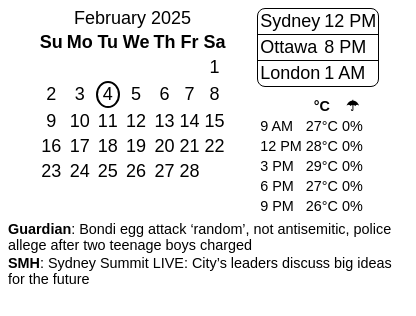 February 2025
Su Mo Tu We Th Fr Sa
1
2 3 4 5 6 7 8
9 10 11 12 13 14 15
16 17 18 19 20 21 22
23 24 25 26 27 28
Sydney 12 PM
Ottawa 8 PM
London 1 AM
°C ☂
9 AM 27°C 0%
12 PM 28°C 0%
3 PM 29°C 0%
6 PM 27°C 0%
9 PM 26°C 0%
Guardian: Bondi egg attack ‘random’, not antisemitic, police
allege after two teenage boys charged
SMH: Sydney Summit LIVE: City’s leaders discuss big ideas
for the future